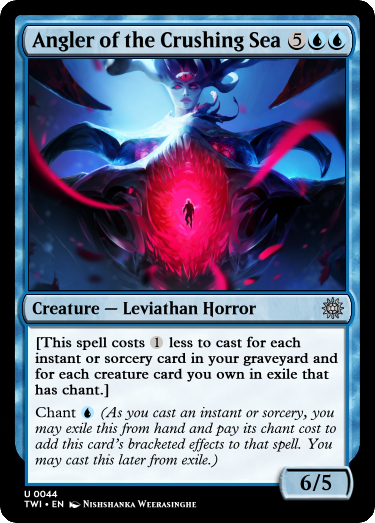 Angler of the Crushing Sea 5
Creature — Leviathan Horror
[This spell costs 1 less to cast for each
instant or sorcery card in your graveyard and
for each creature card you own in exile that
has chant.]
Chant (As you cast an instant or sorcery, you
may exile this from hand and pay its chant cost to
add this card's bracketed effects to that spell. You
may cast this later from exile.)
6/5
U 0044
TWI • EN Nishshanka Weerasinghe